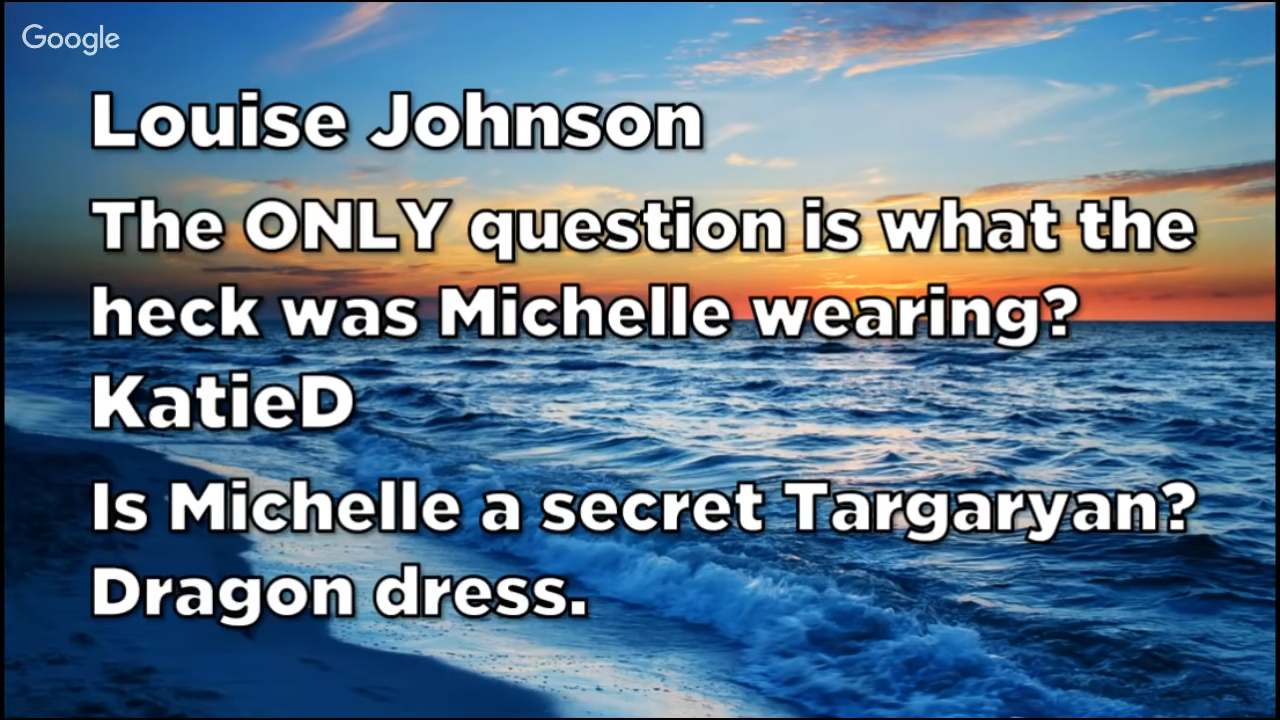 Google
Louise Johnson
The ONLY question is what the
heck was Michelle wearing?
KatieD
Is Michelle a secret Targaryan?
Dragon dress.